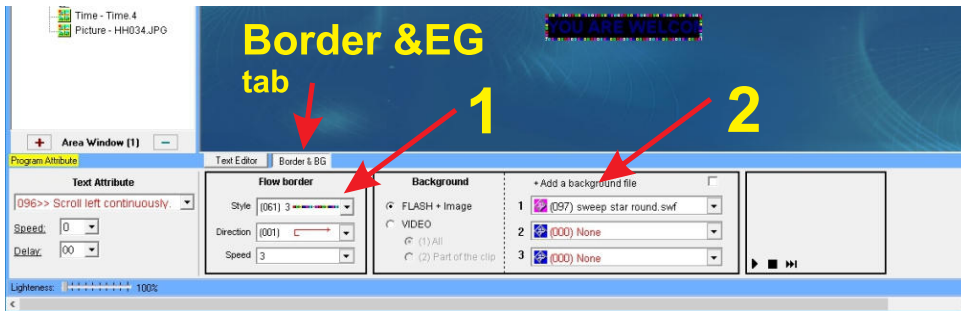 Time - Time.4
Picture - HH034.JPG
YOU ARE WELCO
Border &EG
tab
1
2
+ Area Window (1) −
Program Attribute
Text Editor Border & BG
Text Attribute
096>> Scroll left continuously.
Speed: 0
Delay: 00
Flow border
Style (061) 3
Direction (001)
Speed 3
Background
FLASH + Image
VIDEO
(1) All
(2) Part of the clip
+Add a background file
1 (097) sweep star round.swf
2 (000) None
3 (000) None
Lighteness: 100%